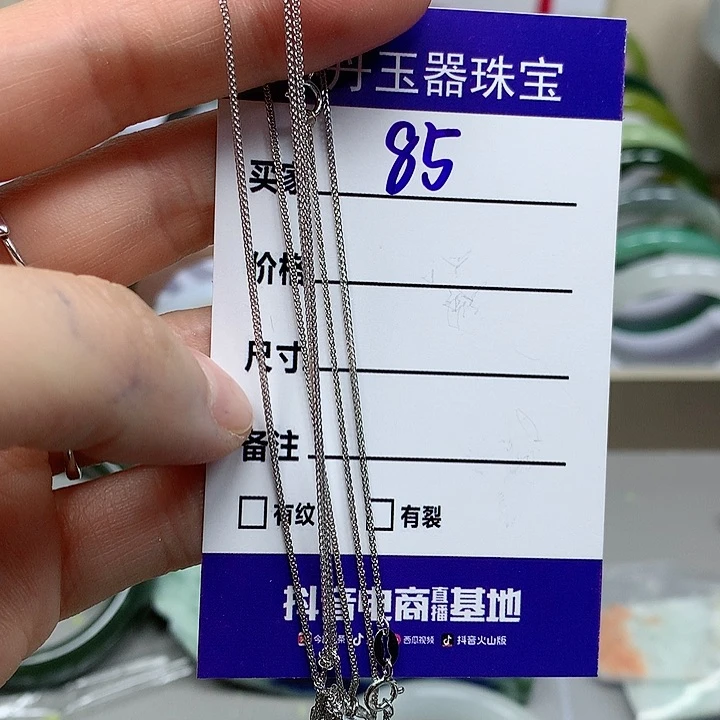 丹玉器珠宝
买家 85
价格
尺寸
备注
有纹 有裂
抖音电商直播基地
今日头条 西瓜视频 抖音火山版